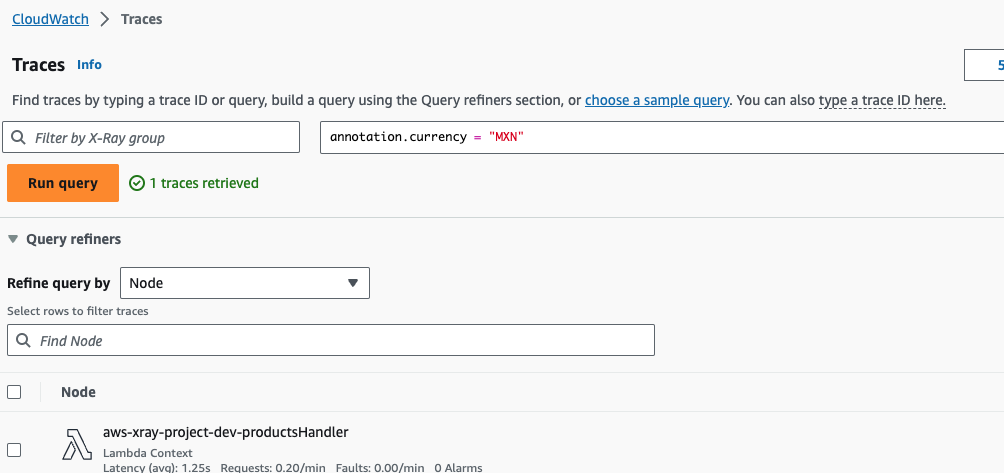 CloudWatch > Traces
Traces Info
5
Find traces by typing a trace ID or query, build a query using the Query refiners section, or choose a sample query. You can also type a trace ID here.
Filter by X-Ray group
annotation.currency = "MXN"
Run query
1 traces retrieved
Query refiners
Refine query by Node
Select rows to filter traces
Find Node
Node
aws-xray-project-dev-productsHandler
Lambda Context
Latency (avg): 1.25s Requests: 0.20/min Faults: 0.00/min 0 Alarms